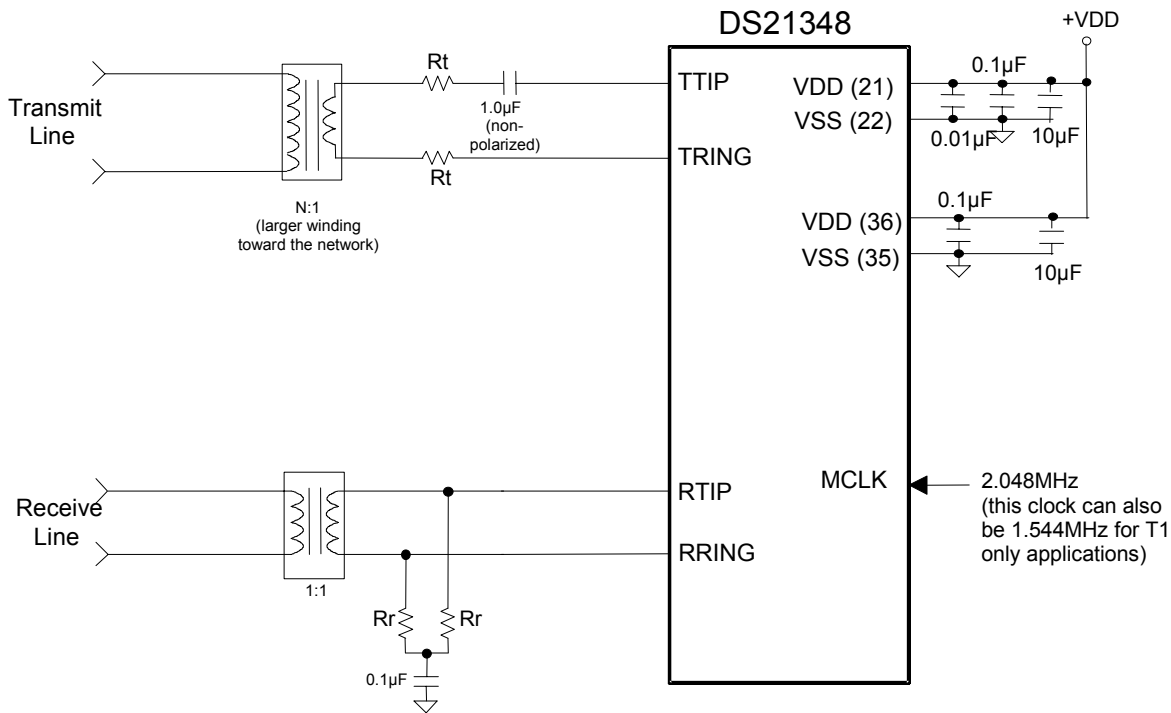 DS21348
+VDD
Transmit
Line
N:1
(larger winding
toward the network)
Rt
1.0µF
(non-
polarized)
Rt
TTIP
TRING
VDD (21)
VSS (22)
0.1µF
0.01µF
10µF
VDD (36)
VSS (35)
0.1µF
10µF
Receive
Line
1:1
Rr
Rr
0.1µF
RTIP
RRING
MCLK
2.048MHz
(this clock can also
be 1.544MHz for T1
only applications)